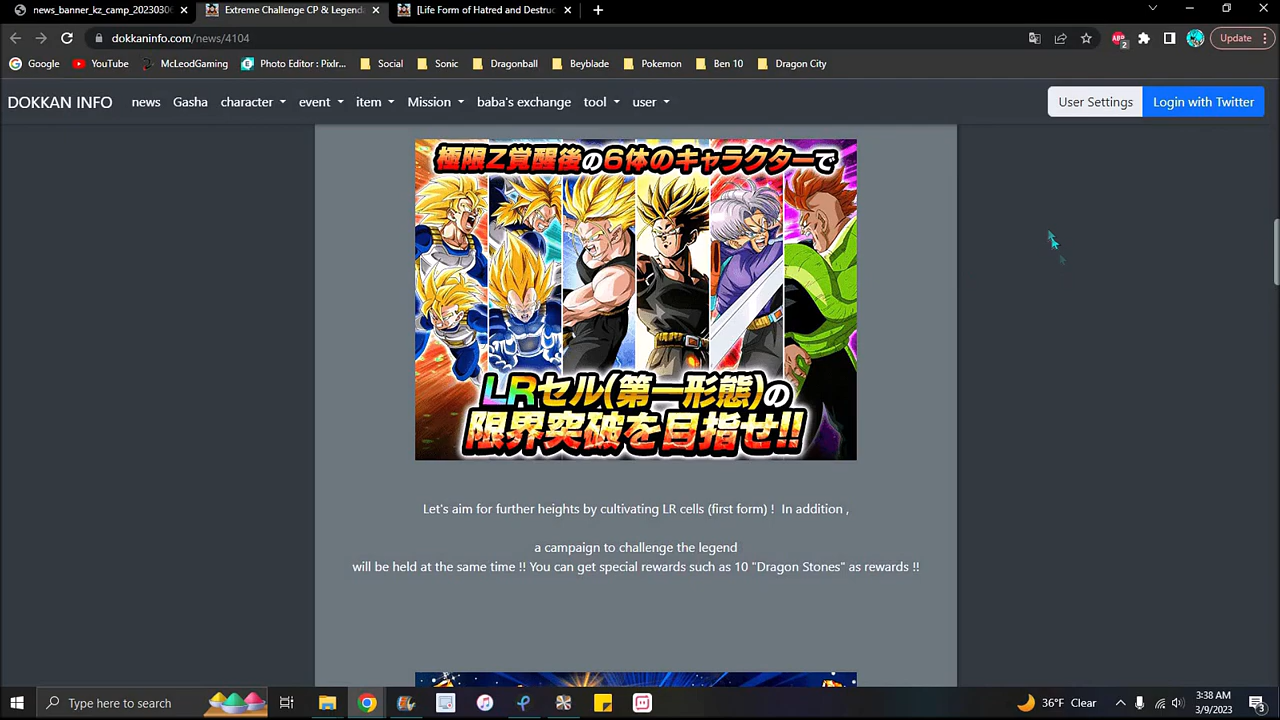 news_banner_kz_camp_2023030
Extreme Challenge CP & Legend
[Life Form of Hatred and Destruc
dokkaninfo.com/news/4104
ABP
2
Update
Google
YouTube
McLeodGaming
Photo Editor : Pixlr...
Social
Sonic
Dragonball
Beyblade
Pokemon
Ben 10
Dragon City
DOKKAN INFO
news
Gasha
character
event
item
Mission
baba's exchange
tool
user
User Settings
Login with Twitter
極限Z覚醒後の6体のキャラクターで
LRセル(第一形態)の
限界突破を目指せ!!
Let's aim for further heights by cultivating LR cells (first form) ! In addition ,
a campaign to challenge the legend
will be held at the same time !! You can get special rewards such as 10 "Dragon Stones" as rewards !!
Type here to search
36°F Clear
3:38 AM
3/9/2023
3